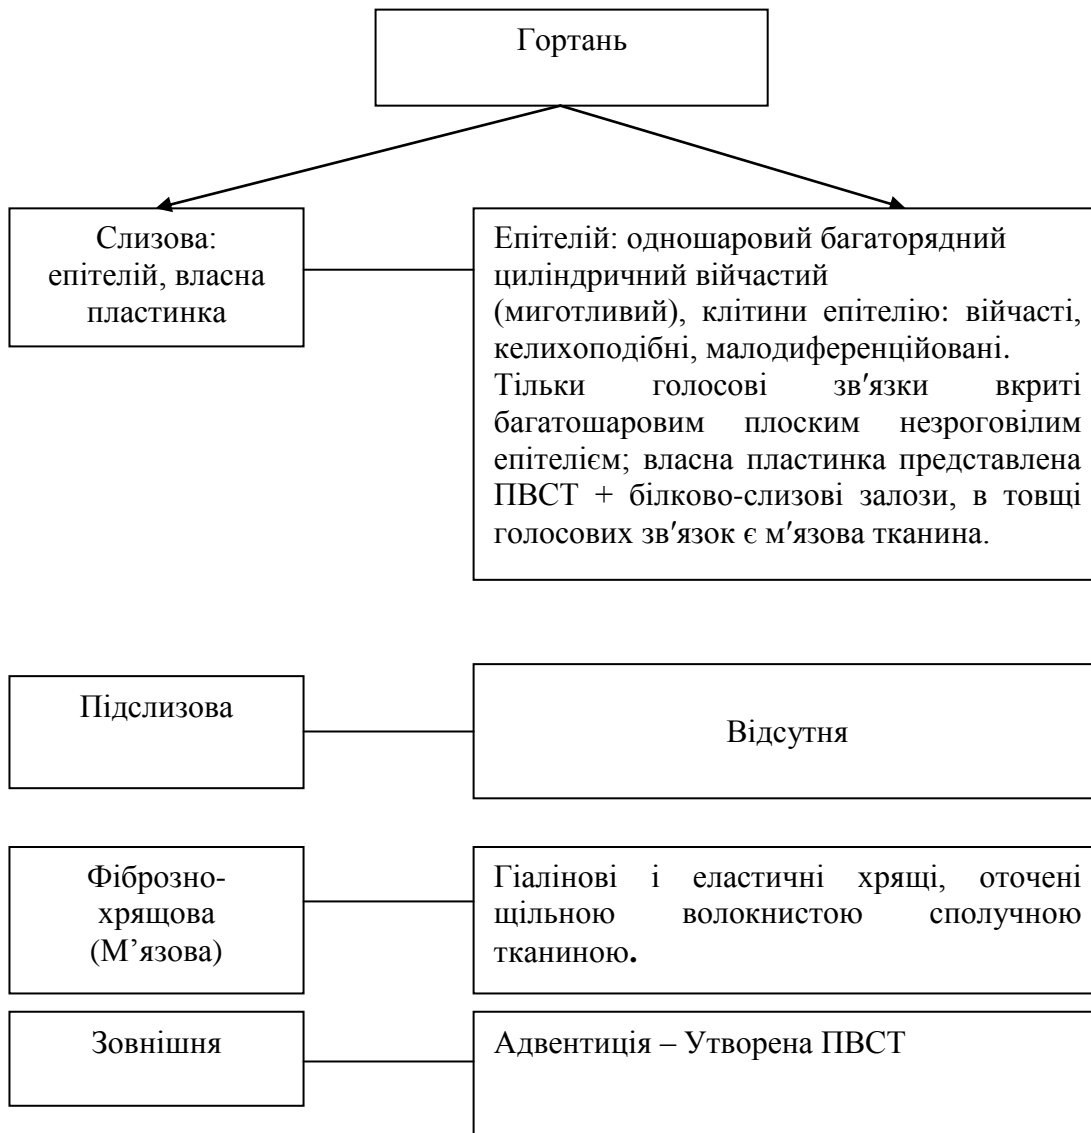 Гортань
Слизова:
епітелій, власна
пластинка
Епітелій: одношаровий багаторядний
циліндричний війчастий
(миготливий), клітини епітелію: війчасті,
келихоподібні, малодиференційовані.
Тільки голосові зв′язки вкриті
багатошаровим плоским незроговілим
епітелієм; власна пластинка представлена
ПВСТ + білково-слизові залози, в товщі
голосових зв′язок є м′язова тканина.
Підслизова
Відсутня
Фіброзно-
хрящова
(М’язова)
Гіалінові і еластичні хрящі, оточені
щільною волокнистою сполучною
тканиною.
Зовнішня
Адвентиція – Утворена ПВСТ